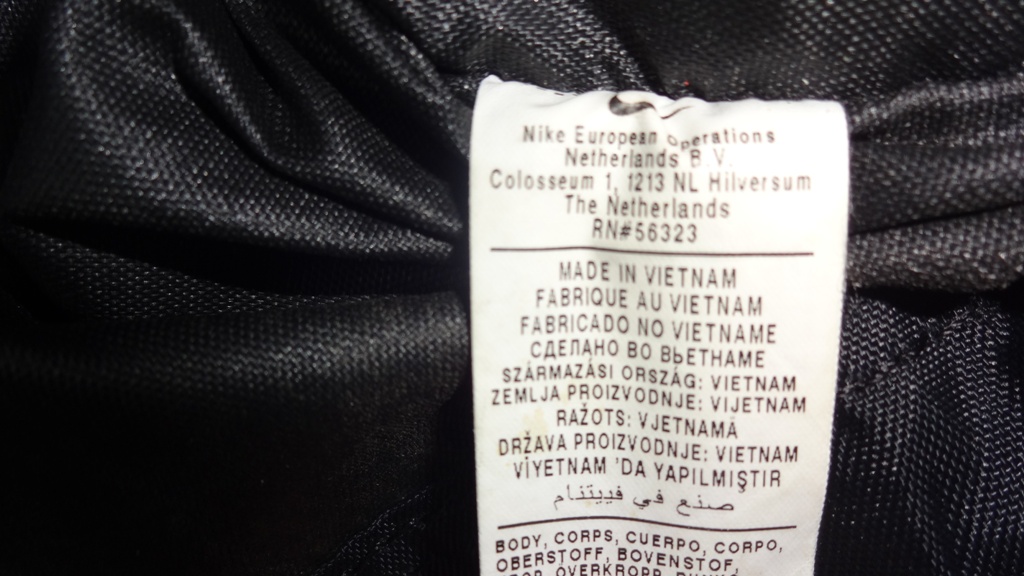 Nike European Operations
Netherlands B.V.
Colosseum 1, 1213 NL Hilversum
The Netherlands
RN#56323
MADE IN VIETNAM
FABRIQUE AU VIETNAM
FABRICADO NO VIETNAME
СДЕЛАНО ВО ВЬЕТНАМЕ
SZÁRMAZÁSI ORSZÁG: VIETNAM
ZEMLJA PROIZVODNJE: VIJETNAM
RAŽOTS: VJETNAMĀ
DRŽAVA PROIZVODNJE: VIETNAM
VİYETNAM 'DA YAPILMIŞTIR
صنع في فييتنام
BODY, CORPS, CUERPO, CORPO,
OBERSTOFF, BOVENSTOF,
OVERKROPP,